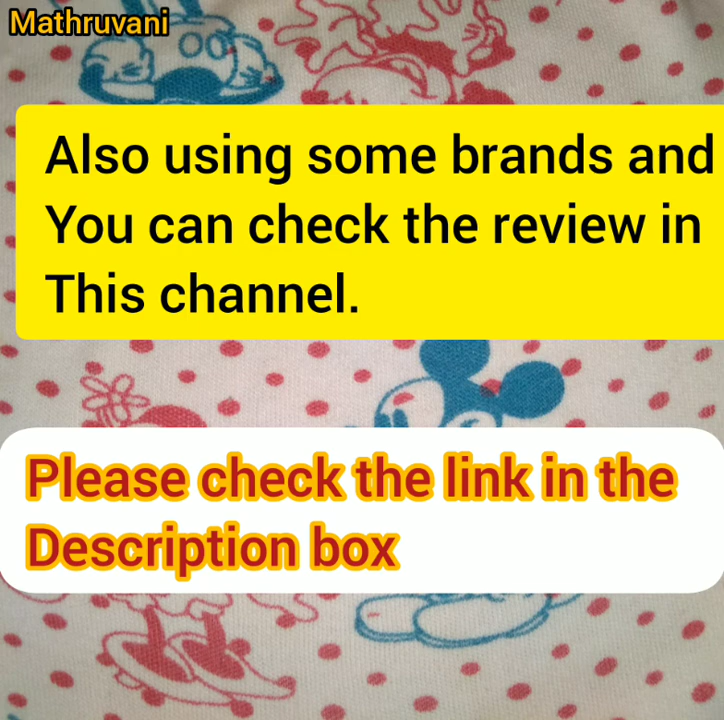 Mathruvani
Also using some brands and
You can check the review in
This channel.
Please check the link in the
Description box